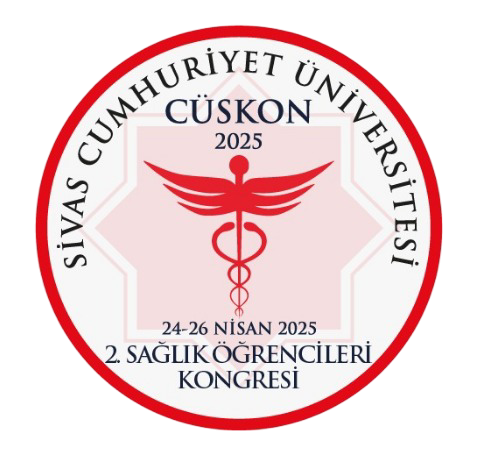 SİVAS CUMHURİYET ÜNİVERSİTESİ
CÜSKON
2025
24-26 NİSAN 2025
2. SAĞLIK ÖĞRENCİLERİ
KONGRESİ